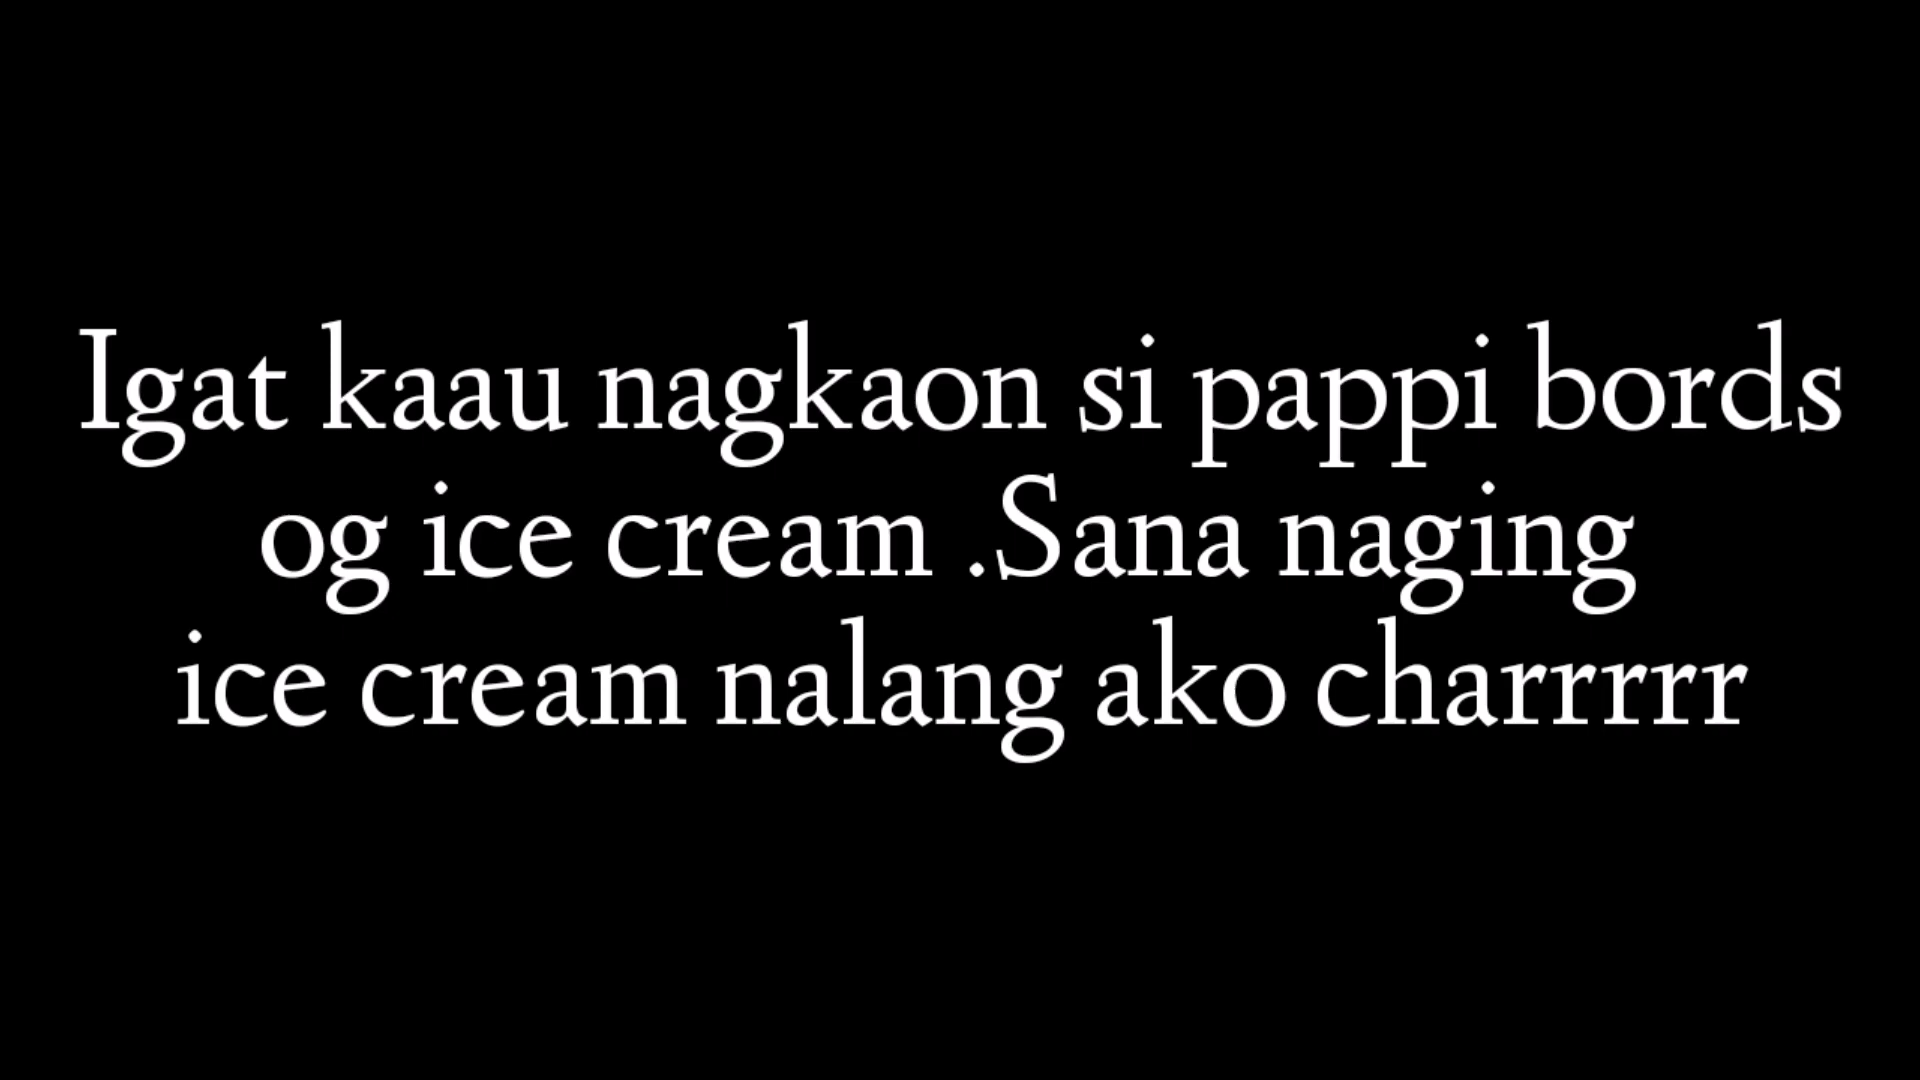 Igat kaau nagkaon si pappi bords
og ice cream .Sana naging
ice cream nalang ako charrrrr